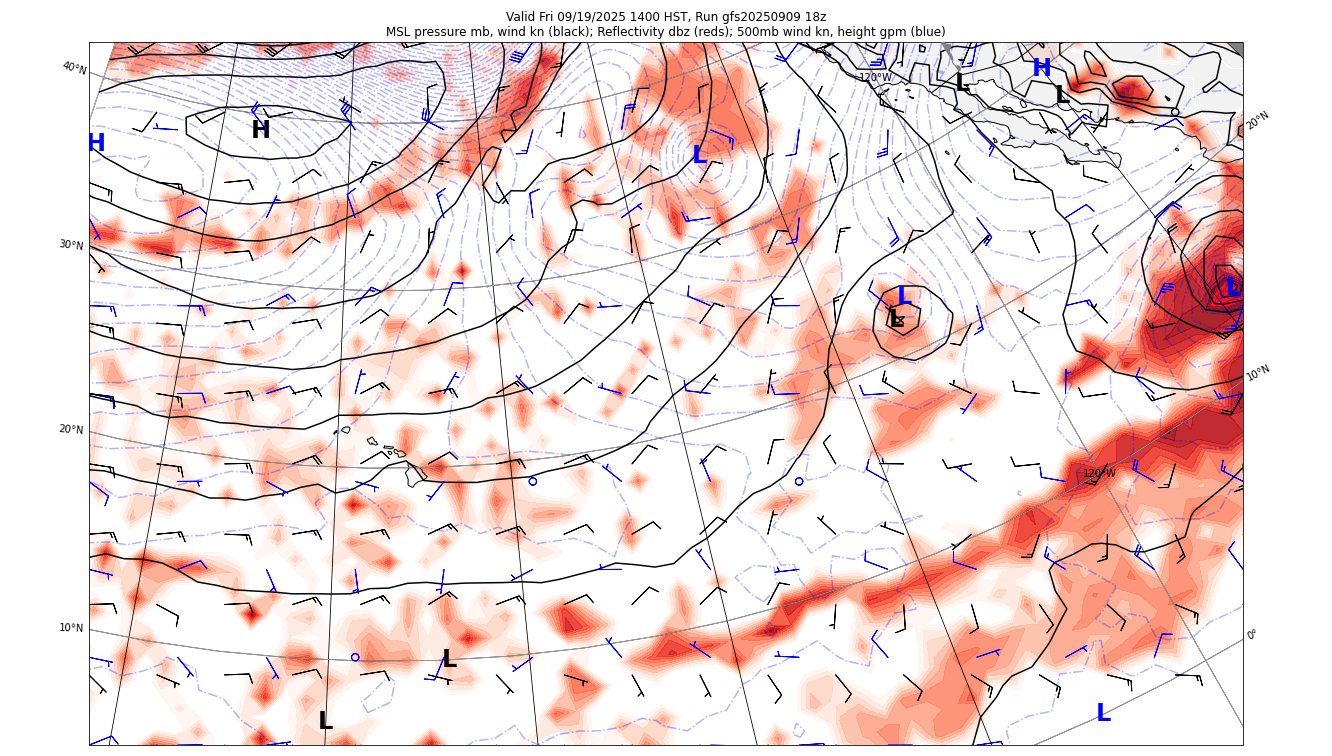 Valid Fri 09/19/2025 1400 HST, Run gfs20250909 18z
MSL pressure mb, wind kn (black); Reflectivity dbz (reds); 500mb wind kn, height gpm (blue)
40°N
120°W
H
L
L
20°N
H
H
L
30°N
L
L
L
10°N
20°N
120°W
10°N
0°
L
L
L